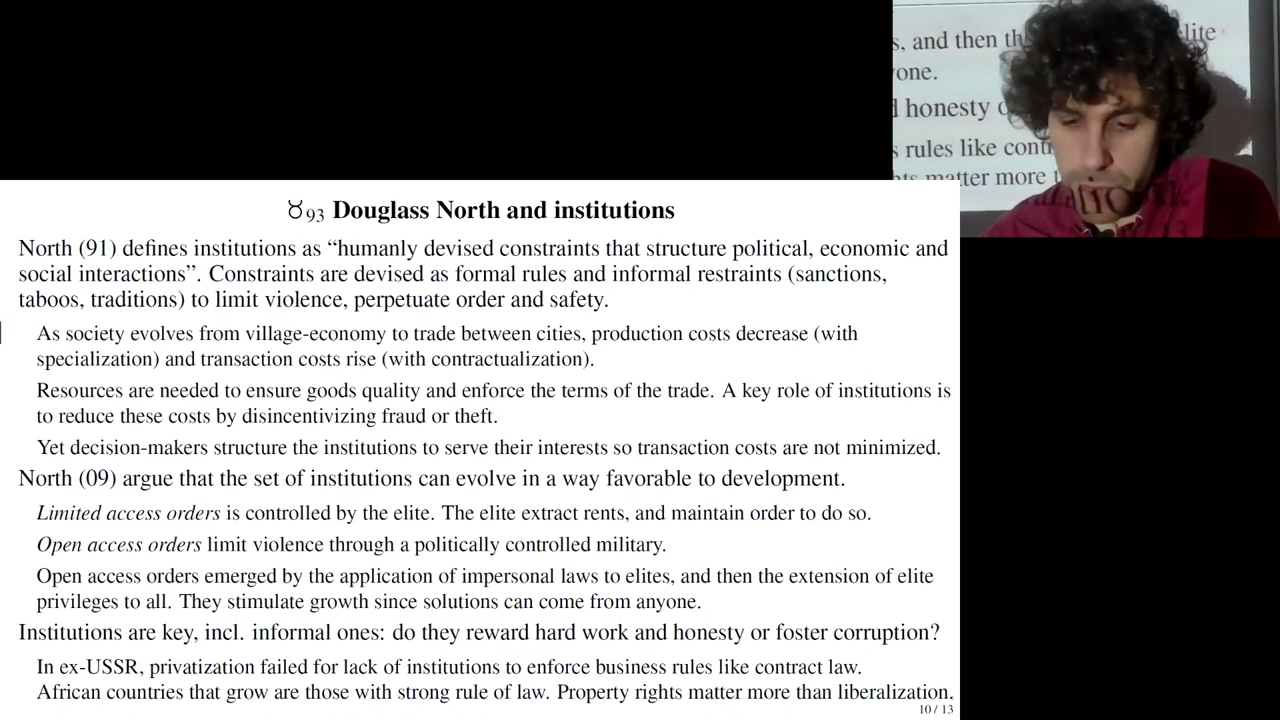 s, and then th lite
one.
honesty o
s rules like cont
matter more
♉93 Douglass North and institutions
North (91) defines institutions as “humanly devised constraints that structure political, economic and
social interactions”. Constraints are devised as formal rules and informal restraints (sanctions,
taboos, traditions) to limit violence, perpetuate order and safety.
As society evolves from village-economy to trade between cities, production costs decrease (with
specialization) and transaction costs rise (with contractualization).
Resources are needed to ensure goods quality and enforce the terms of the trade. A key role of institutions is
to reduce these costs by disincentivizing fraud or theft.
Yet decision-makers structure the institutions to serve their interests so transaction costs are not minimized.
North (09) argue that the set of institutions can evolve in a way favorable to development.
Limited access orders is controlled by the elite. The elite extract rents, and maintain order to do so.
Open access orders limit violence through a politically controlled military.
Open access orders emerged by the application of impersonal laws to elites, and then the extension of elite
privileges to all. They stimulate growth since solutions can come from anyone.
Institutions are key, incl. informal ones: do they reward hard work and honesty or foster corruption?
In ex-USSR, privatization failed for lack of institutions to enforce business rules like contract law.
African countries that grow are those with strong rule of law. Property rights matter more than liberalization.
10 / 13